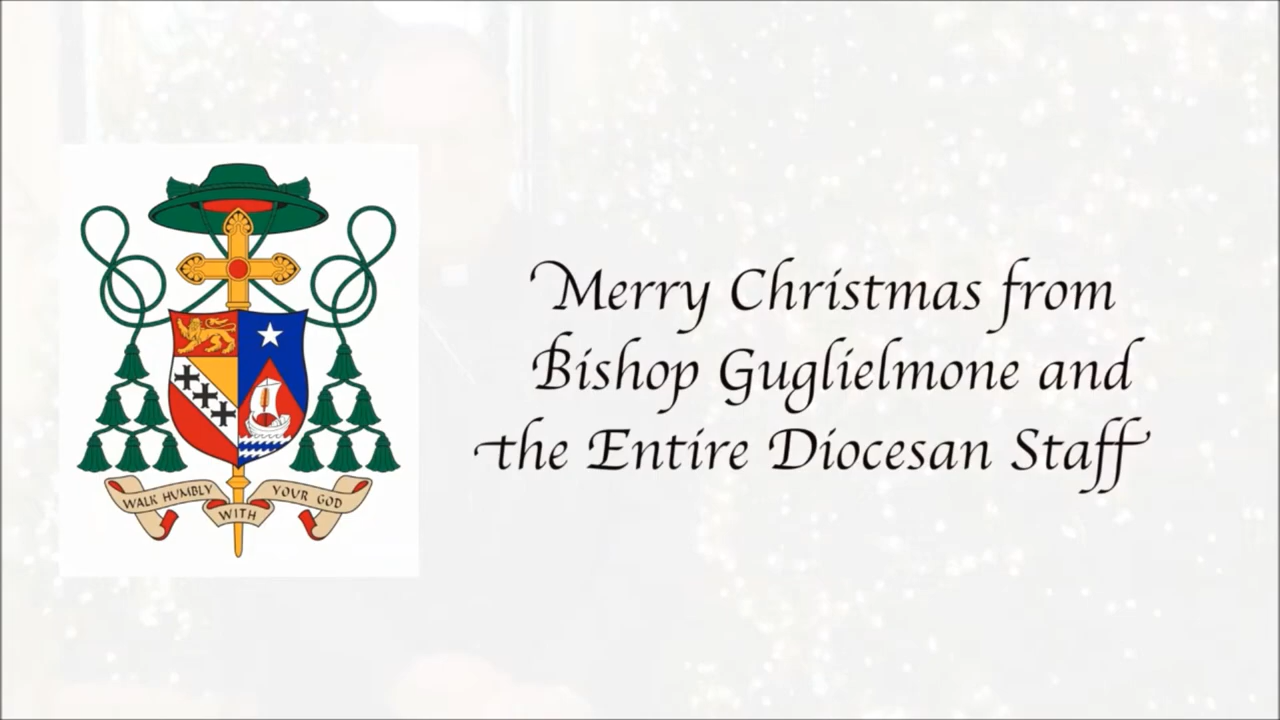 WALK HUMBLY
WITH
YOUR GOD
Merry Christmas from
Bishop Guglielmone and
the Entire Diocesan Staff